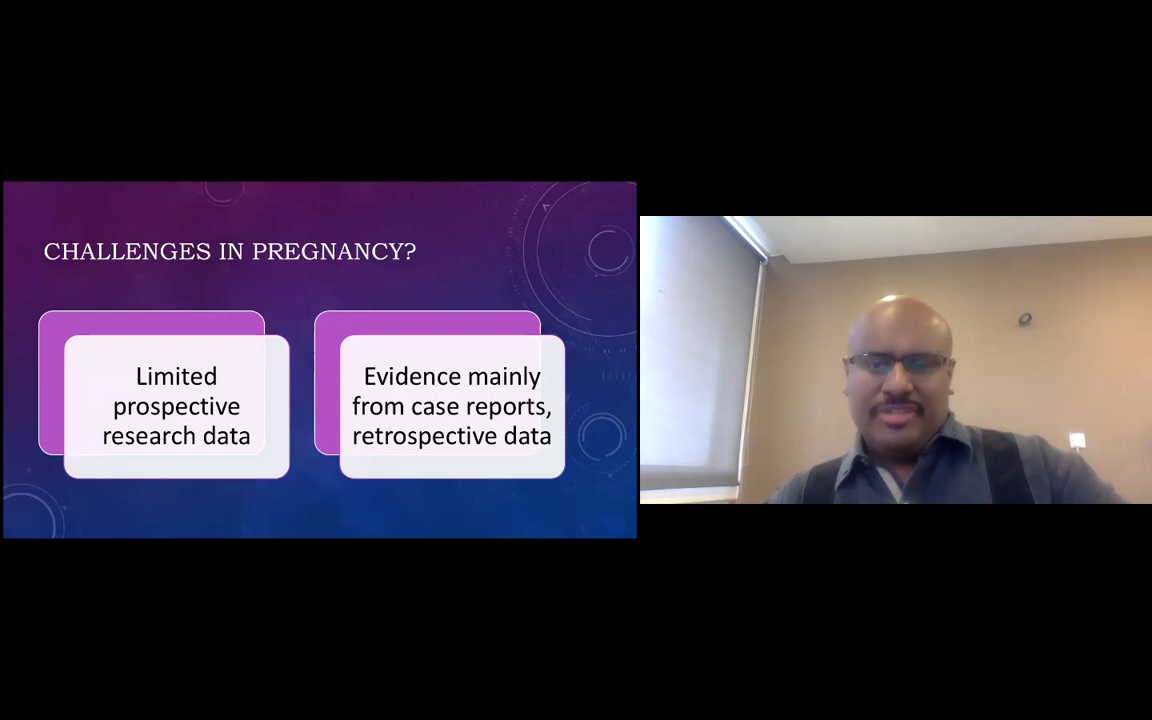 CHALLENGES IN PREGNANCY?
Limited
prospective
research data
Evidence mainly
from case reports,
retrospective data